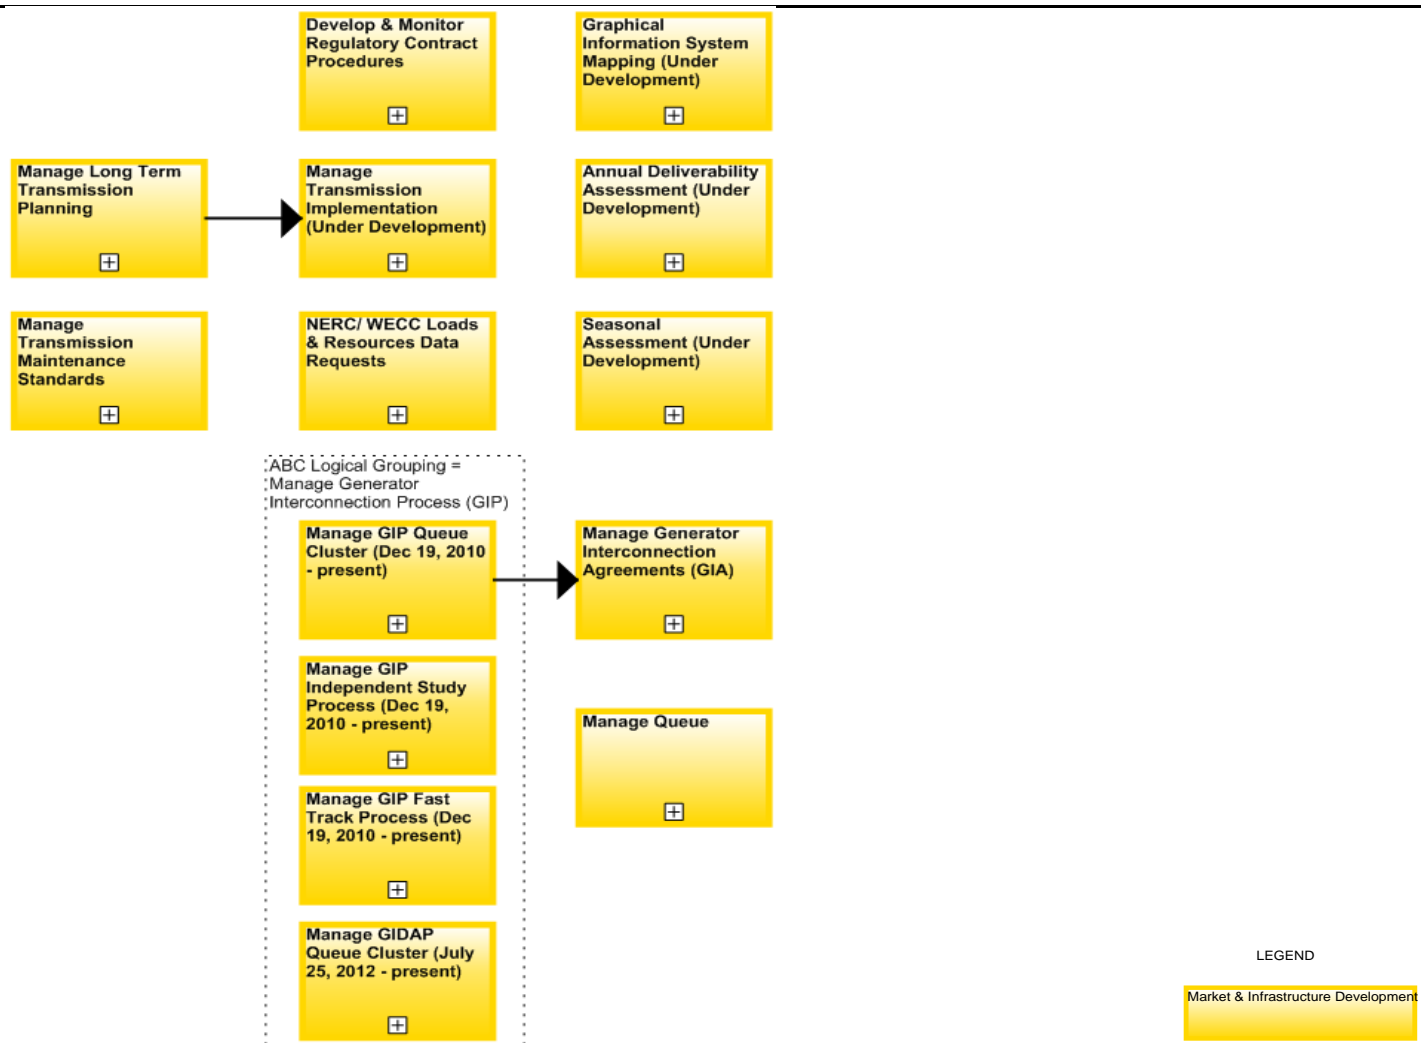 Develop & Monitor
Regulatory Contract
Procedures
Graphical
Information System
Mapping (Under
Development)
Manage Long Term
Transmission
Planning
Manage
Transmission
Implementation
(Under Development)
Annual Deliverability
Assessment (Under
Development)
Manage
Transmission
Maintenance
Standards
NERC/ WECC Loads
& Resources Data
Requests
Seasonal
Assessment (Under
Development)
ABC Logical Grouping =
Manage Generator
Interconnection Process (GIP)
Manage GIP Queue
Cluster (Dec 19, 2010
- present)
Manage Generator
Interconnection
Agreements (GIA)
Manage GIP
Independent Study
Process (Dec 19,
2010 - present)
Manage Queue
Manage GIP Fast
Track Process (Dec
19, 2010 - present)
Manage GIDAP
Queue Cluster (July
25, 2012 - present)
LEGEND
Market & Infrastructure Development